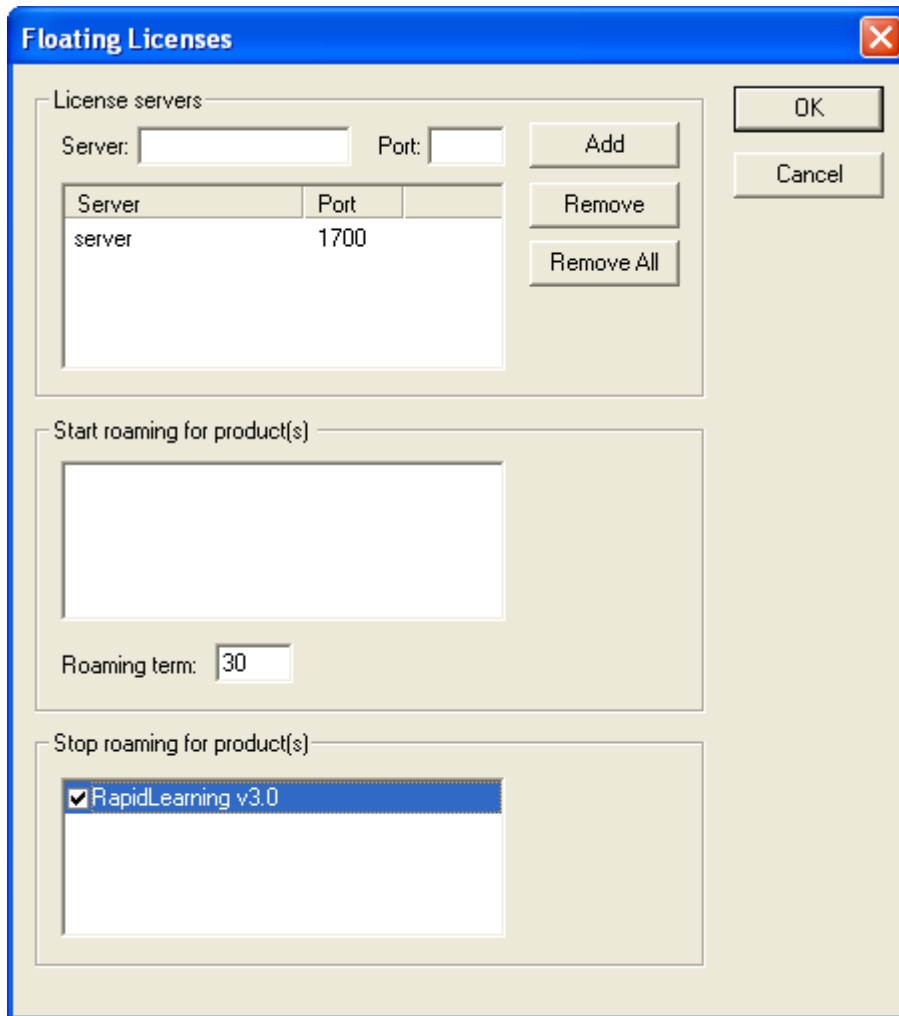 Floating Licenses
License servers
OK
Server: Port: Add
Cancel
Server Port Remove
server 1700
Remove All
Start roaming for product(s)
Roaming term: 30
Stop roaming for product(s)
RapidLearning v3.0